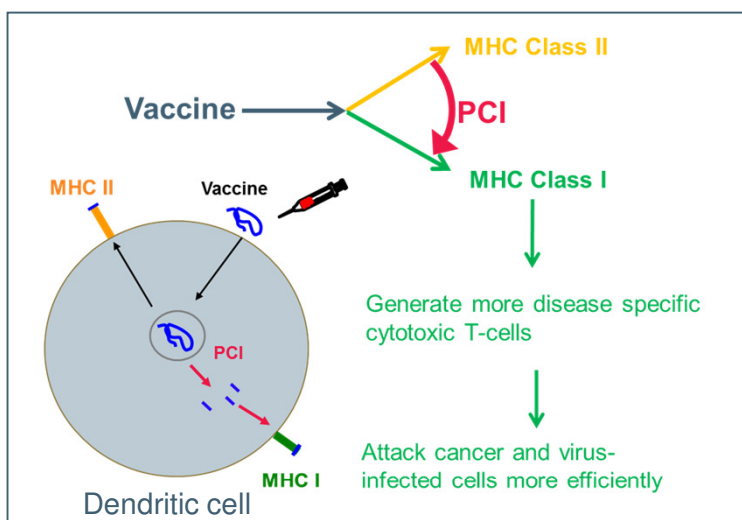 MHC Class II
Vaccine
PCI
MHC Class I
MHC II
Vaccine
PCI
MHC I
Dendritic cell
Generate more disease specific
cytotoxic T-cells
Attack cancer and virus-
infected cells more efficiently